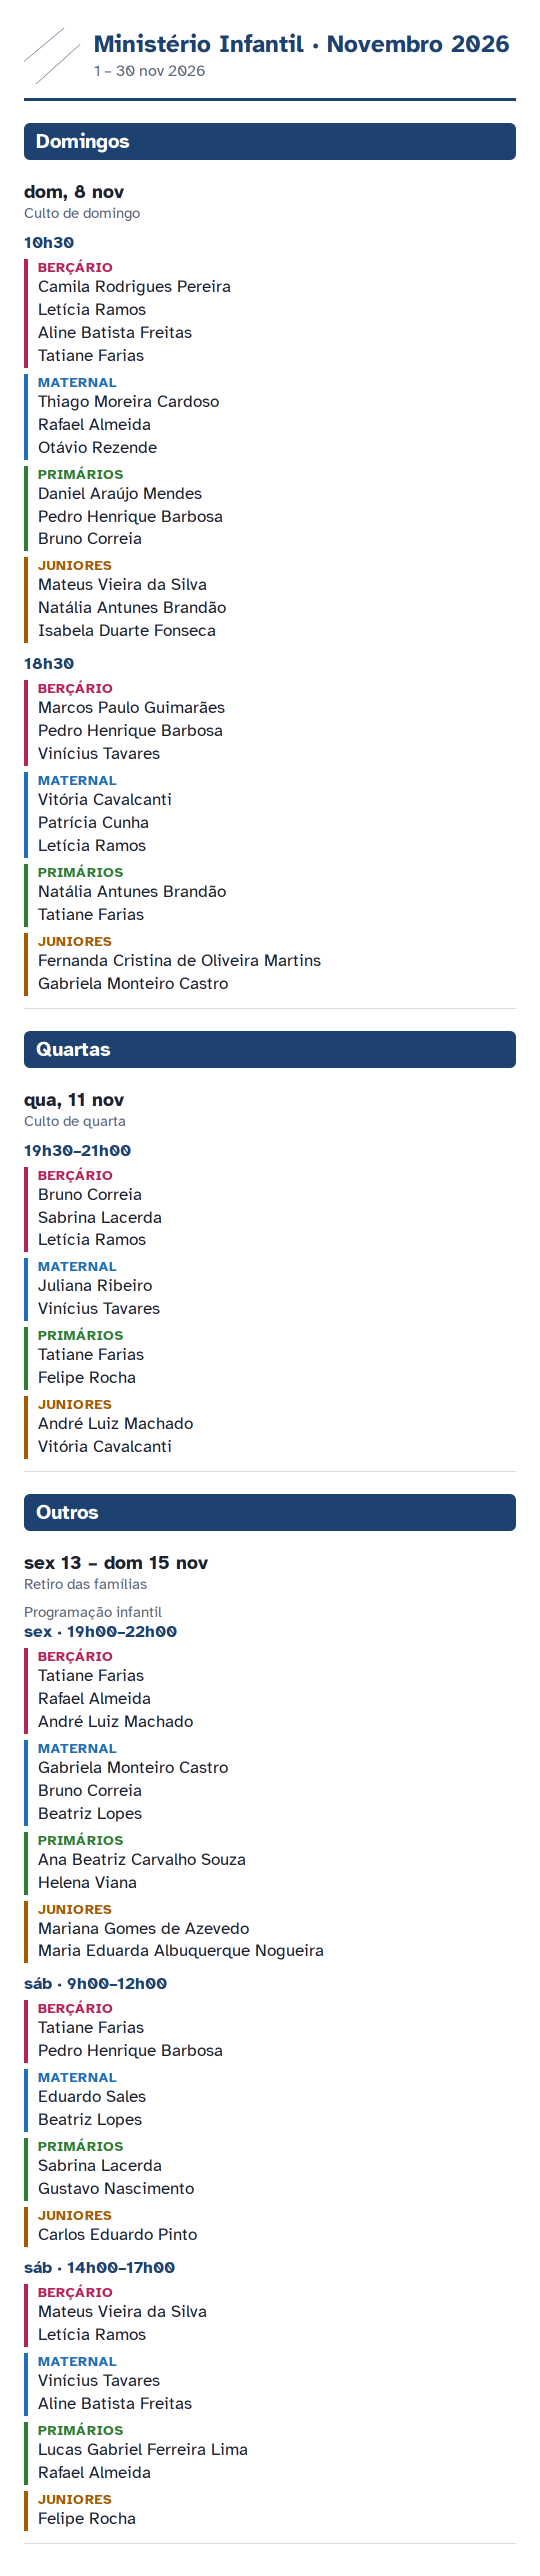 Ministério Infantil · Novembro 2026
1 – 30 nov 2026
Domingos
dom, 8 nov
Culto de domingo
10h30
BERÇÁRIO
Camila Rodrigues Pereira
Letícia Ramos
Aline Batista Freitas
Tatiane Farias
MATERNAL
Thiago Moreira Cardoso
Rafael Almeida
Otávio Rezende
PRIMÁRIOS
Daniel Araújo Mendes
Pedro Henrique Barbosa
Bruno Correia
JUNIORES
Mateus Vieira da Silva
Natália Antunes Brandão
Isabela Duarte Fonseca
18h30
BERÇÁRIO
Marcos Paulo Guimarães
Pedro Henrique Barbosa
Vinícius Tavares
MATERNAL
Vitória Cavalcanti
Patrícia Cunha
Letícia Ramos
PRIMÁRIOS
Natália Antunes Brandão
Tatiane Farias
JUNIORES
Fernanda Cristina de Oliveira Martins
Gabriela Monteiro Castro
Quartas
qua, 11 nov
Culto de quarta
19h30–21h00
BERÇÁRIO
Bruno Correia
Sabrina Lacerda
Letícia Ramos
MATERNAL
Juliana Ribeiro
Vinícius Tavares
PRIMÁRIOS
Tatiane Farias
Felipe Rocha
JUNIORES
André Luiz Machado
Vitória Cavalcanti
Outros
sex 13 – dom 15 nov
Retiro das famílias
Programação infantil
sex · 19h00–22h00
BERÇÁRIO
Tatiane Farias
Rafael Almeida
André Luiz Machado
MATERNAL
Gabriela Monteiro Castro
Bruno Correia
Beatriz Lopes
PRIMÁRIOS
Ana Beatriz Carvalho Souza
Helena Viana
JUNIORES
Mariana Gomes de Azevedo
Maria Eduarda Albuquerque Nogueira
sáb · 9h00–12h00
BERÇÁRIO
Tatiane Farias
Pedro Henrique Barbosa
MATERNAL
Eduardo Sales
Beatriz Lopes
PRIMÁRIOS
Sabrina Lacerda
Gustavo Nascimento
JUNIORES
Carlos Eduardo Pinto
sáb · 14h00–17h00
BERÇÁRIO
Mateus Vieira da Silva
Letícia Ramos
MATERNAL
Vinícius Tavares
Aline Batista Freitas
PRIMÁRIOS
Lucas Gabriel Ferreira Lima
Rafael Almeida
JUNIORES
Felipe Rocha